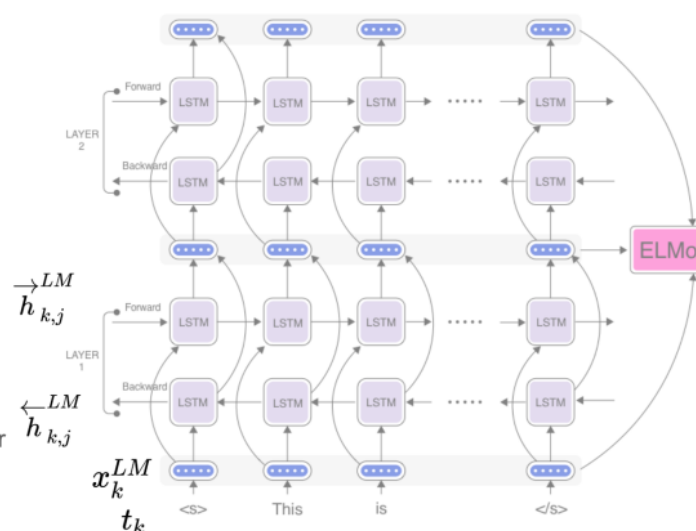 Forward
LSTM LSTM LSTM ..... LSTM
LAYER
2
Backward
LSTM LSTM LSTM ..... LSTM
ELMo
→h k,j LM
Forward
LSTM LSTM LSTM ..... LSTM
LAYER
1
Backward
LSTM LSTM LSTM ..... LSTM
←h k,j LM
r
x k LM
<s> This is </s>
t k